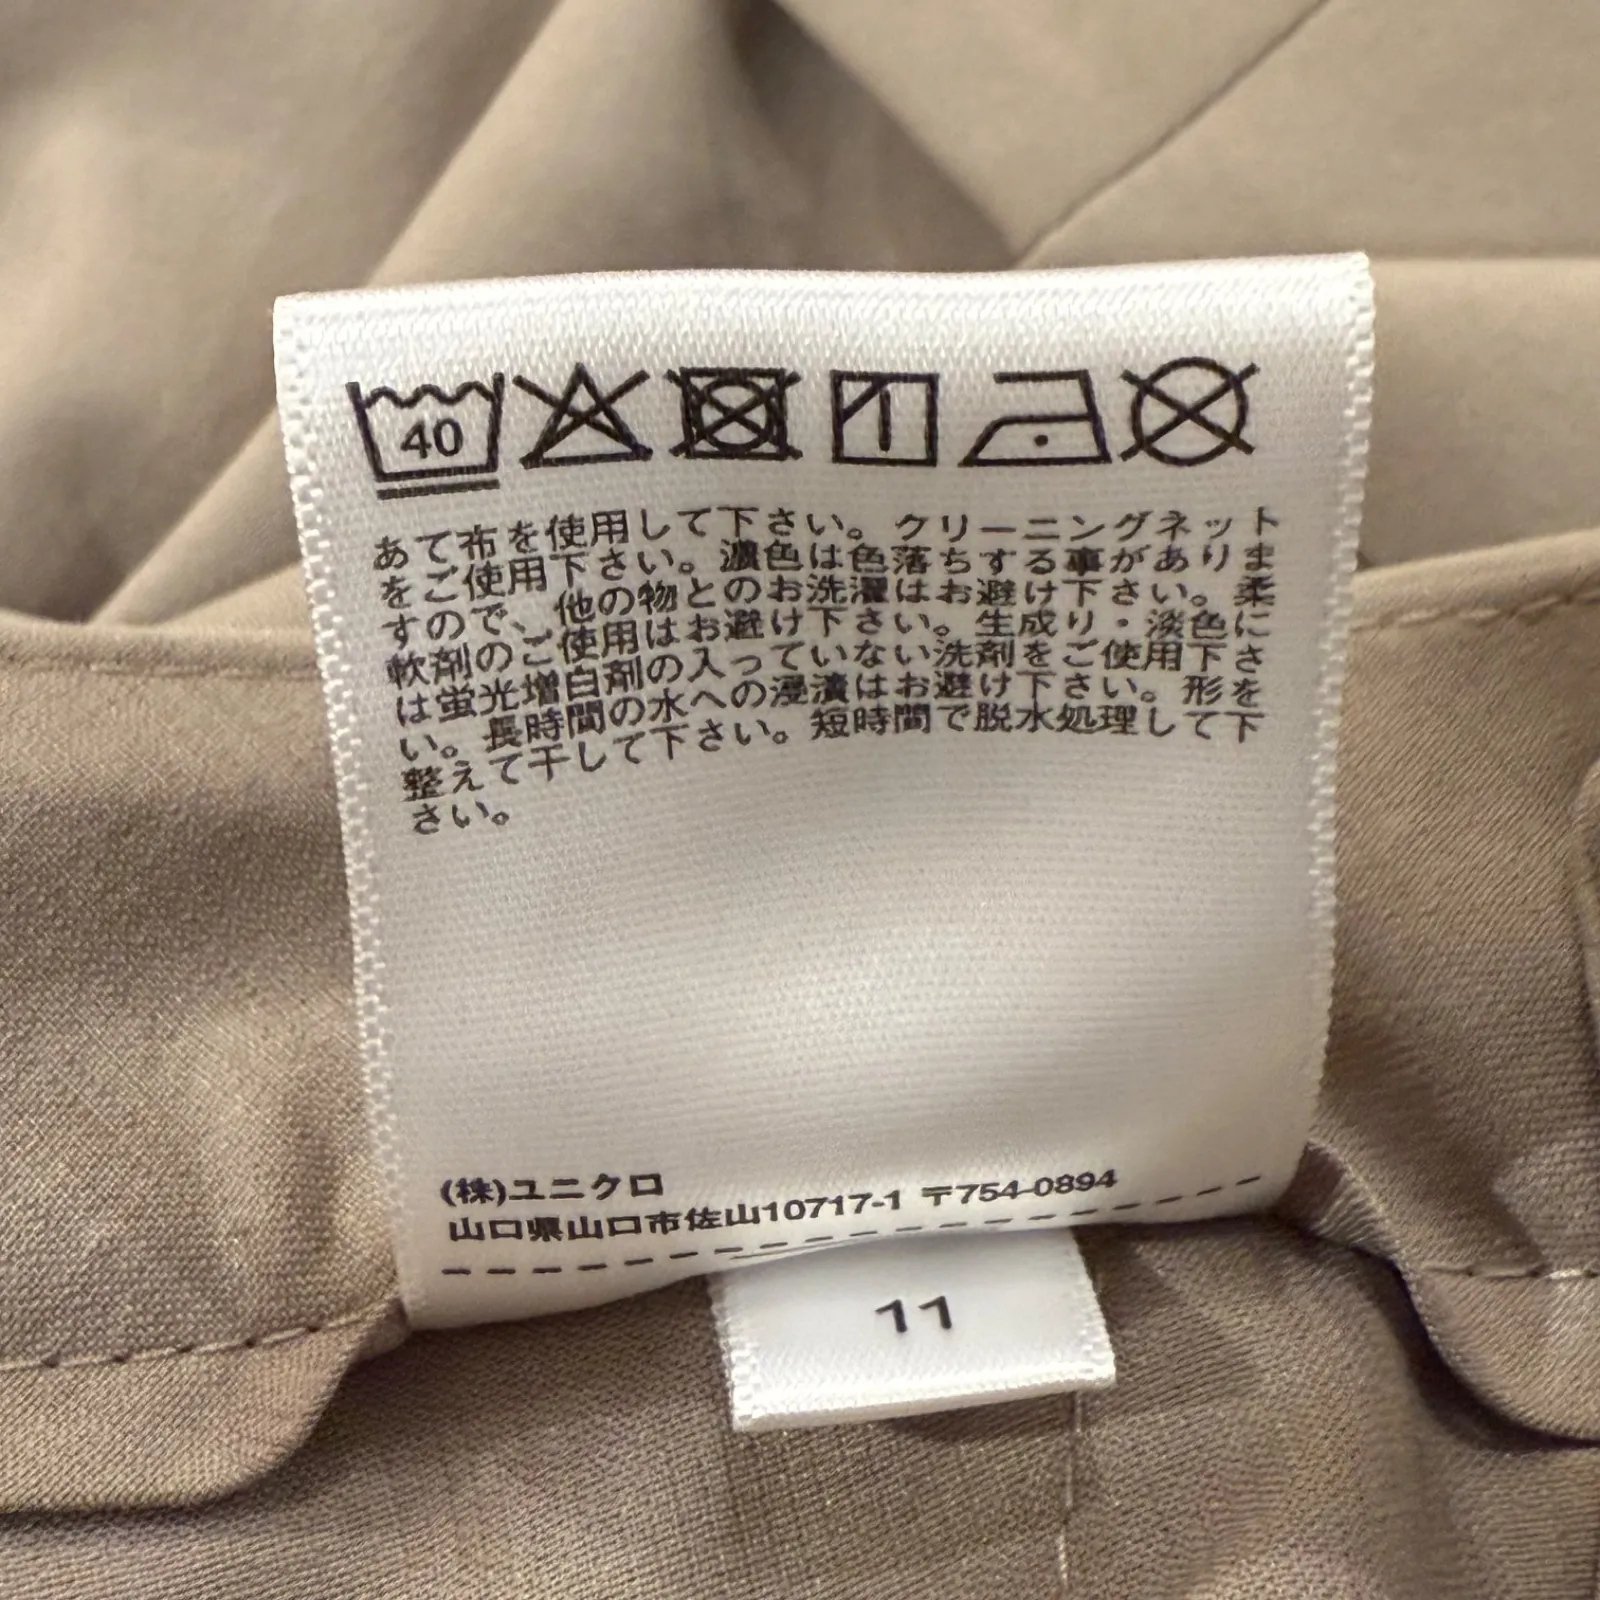 40
あて布を使用して下さい。クリーニングネット
をご使用下さい。濃色は色落ちする事がありま
すので、他の物とのお洗濯はお避け下さい。柔
軟剤のご使用はお避け下さい。生成り・淡色に
は蛍光増白剤の入っていない洗剤をご使用下さ
い。長時間の水への浸漬はお避け下さい。形を
整えて干して下さい。短時間で脱水処理して下
さい。
(株)ユニクロ
山口県山口市佐山10717-1 〒754-0894
11